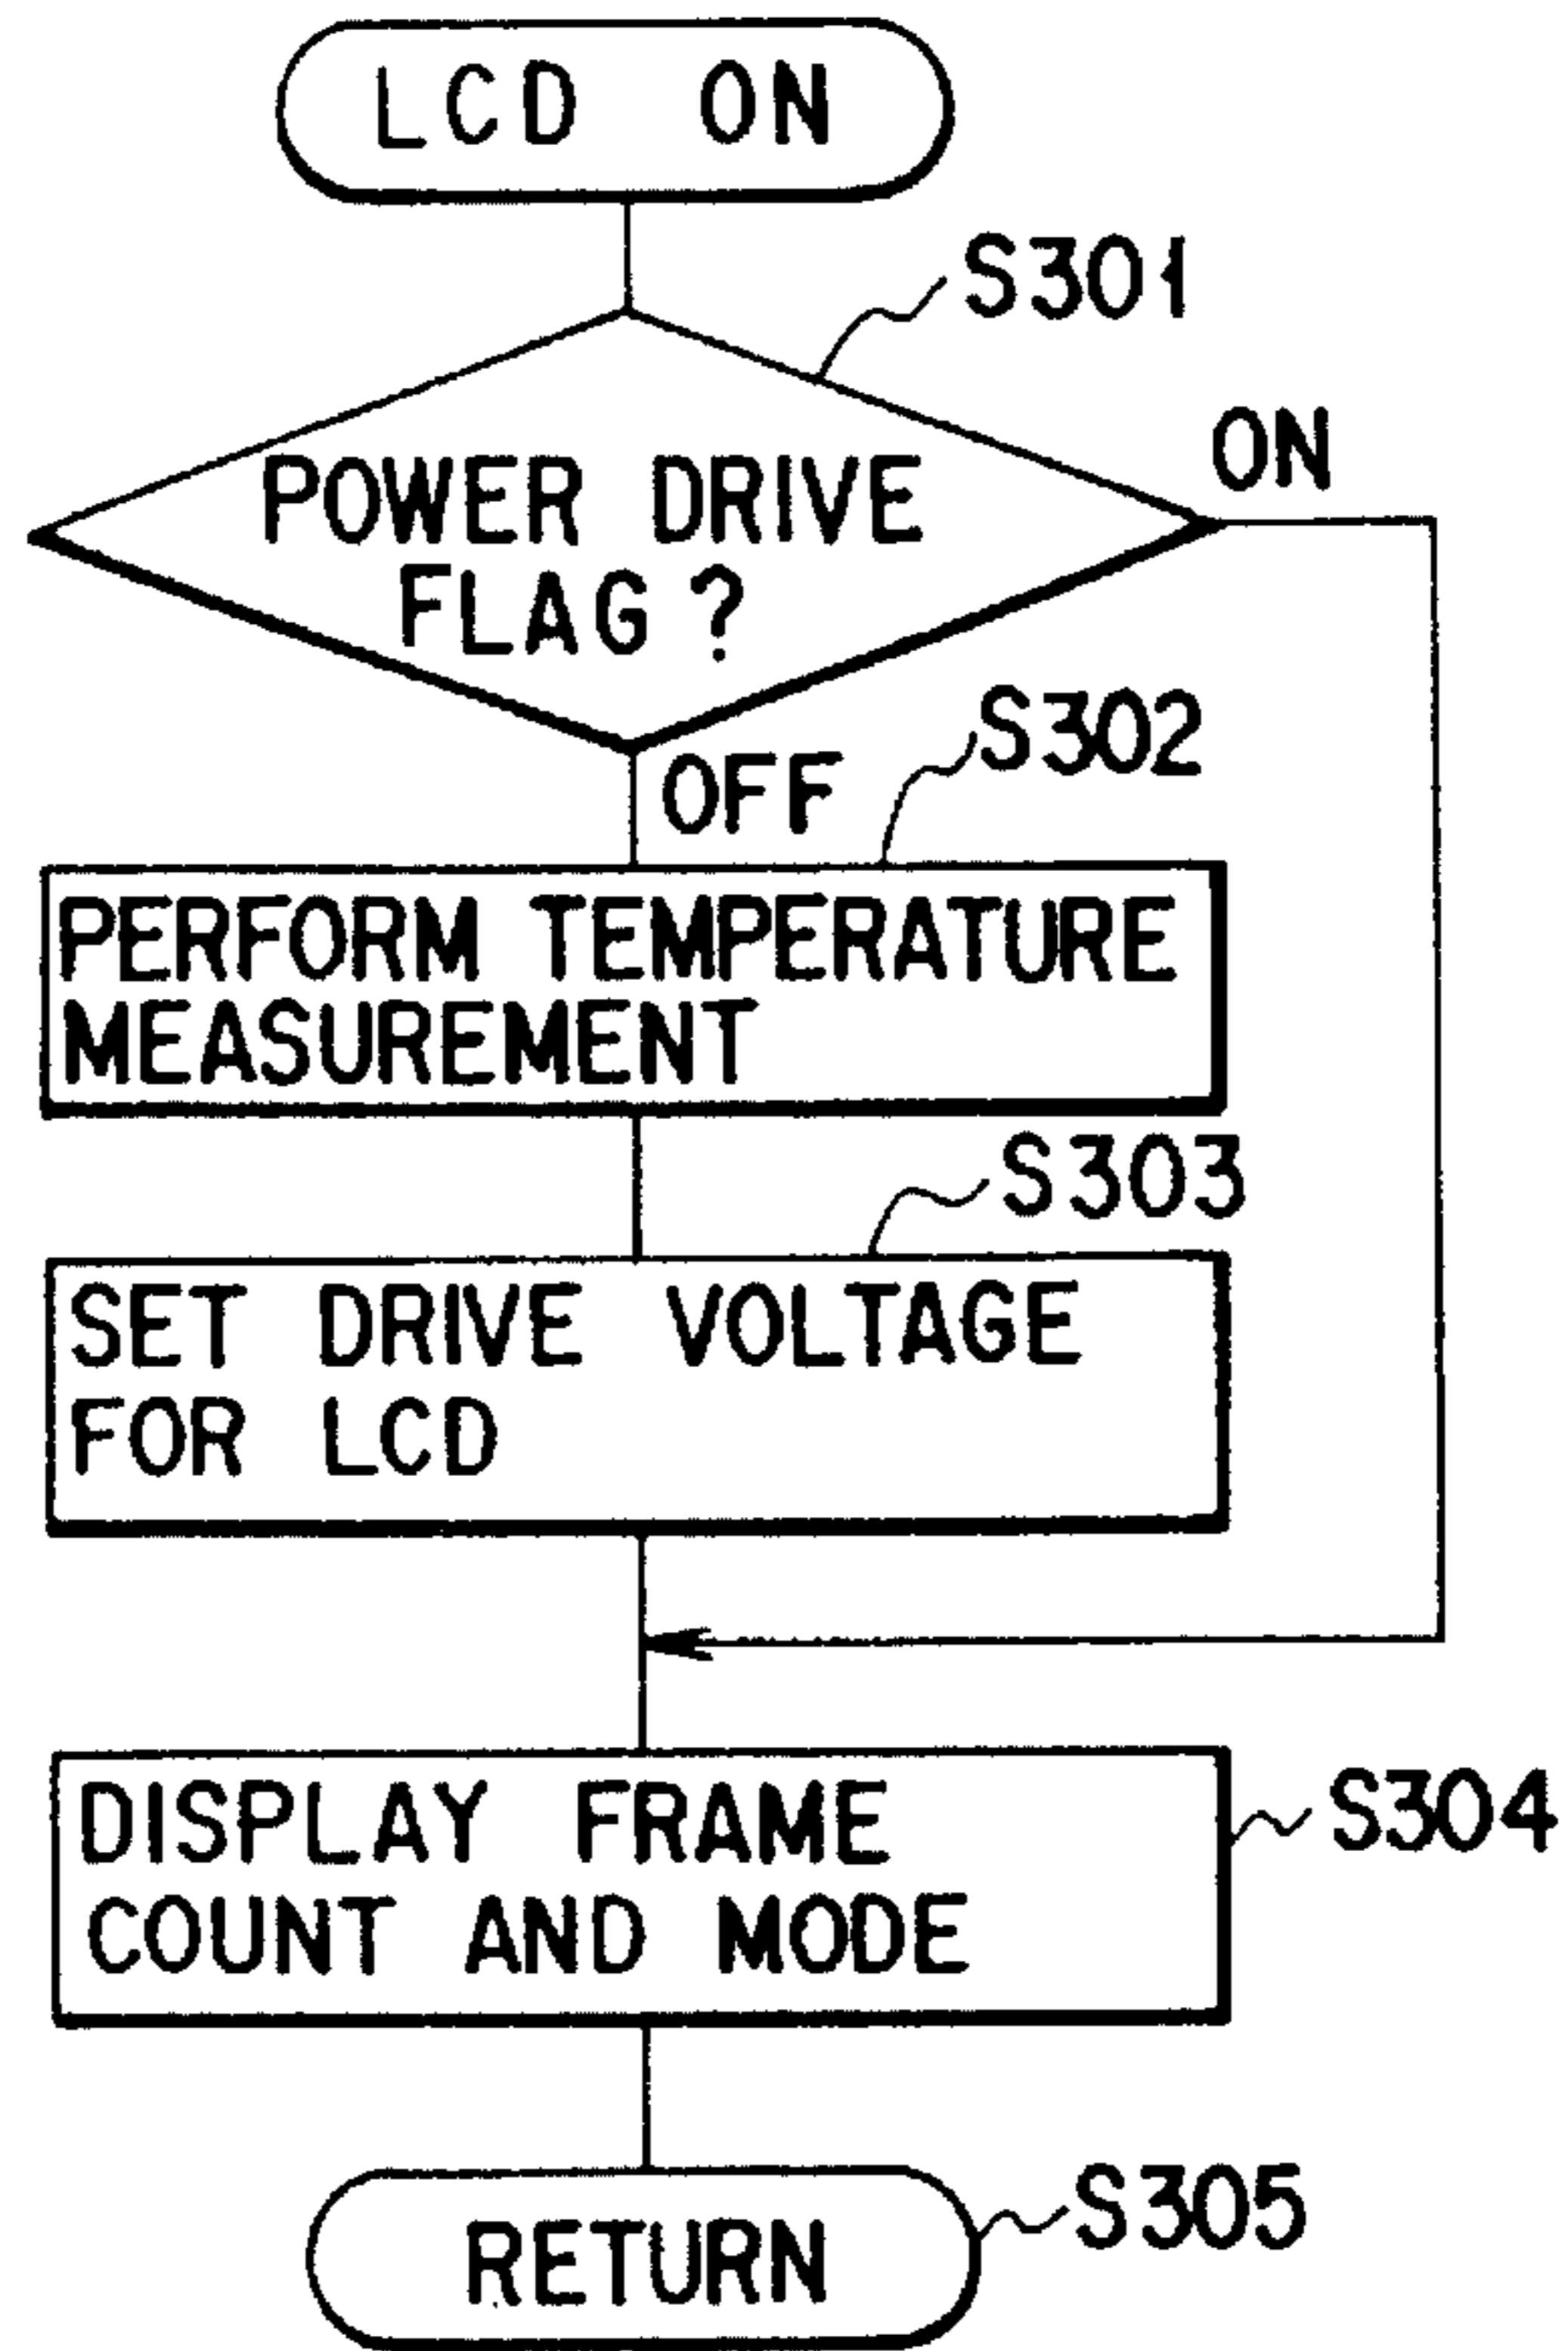 LCD ON
S301
POWER DRIVE
FLAG?
ON
OFF
S302
PERFORM TEMPERATURE
MEASUREMENT
S303
SET DRIVE VOLTAGE
FOR LCD
DISPLAY FRAME
COUNT AND MODE
S304
RETURN
S305